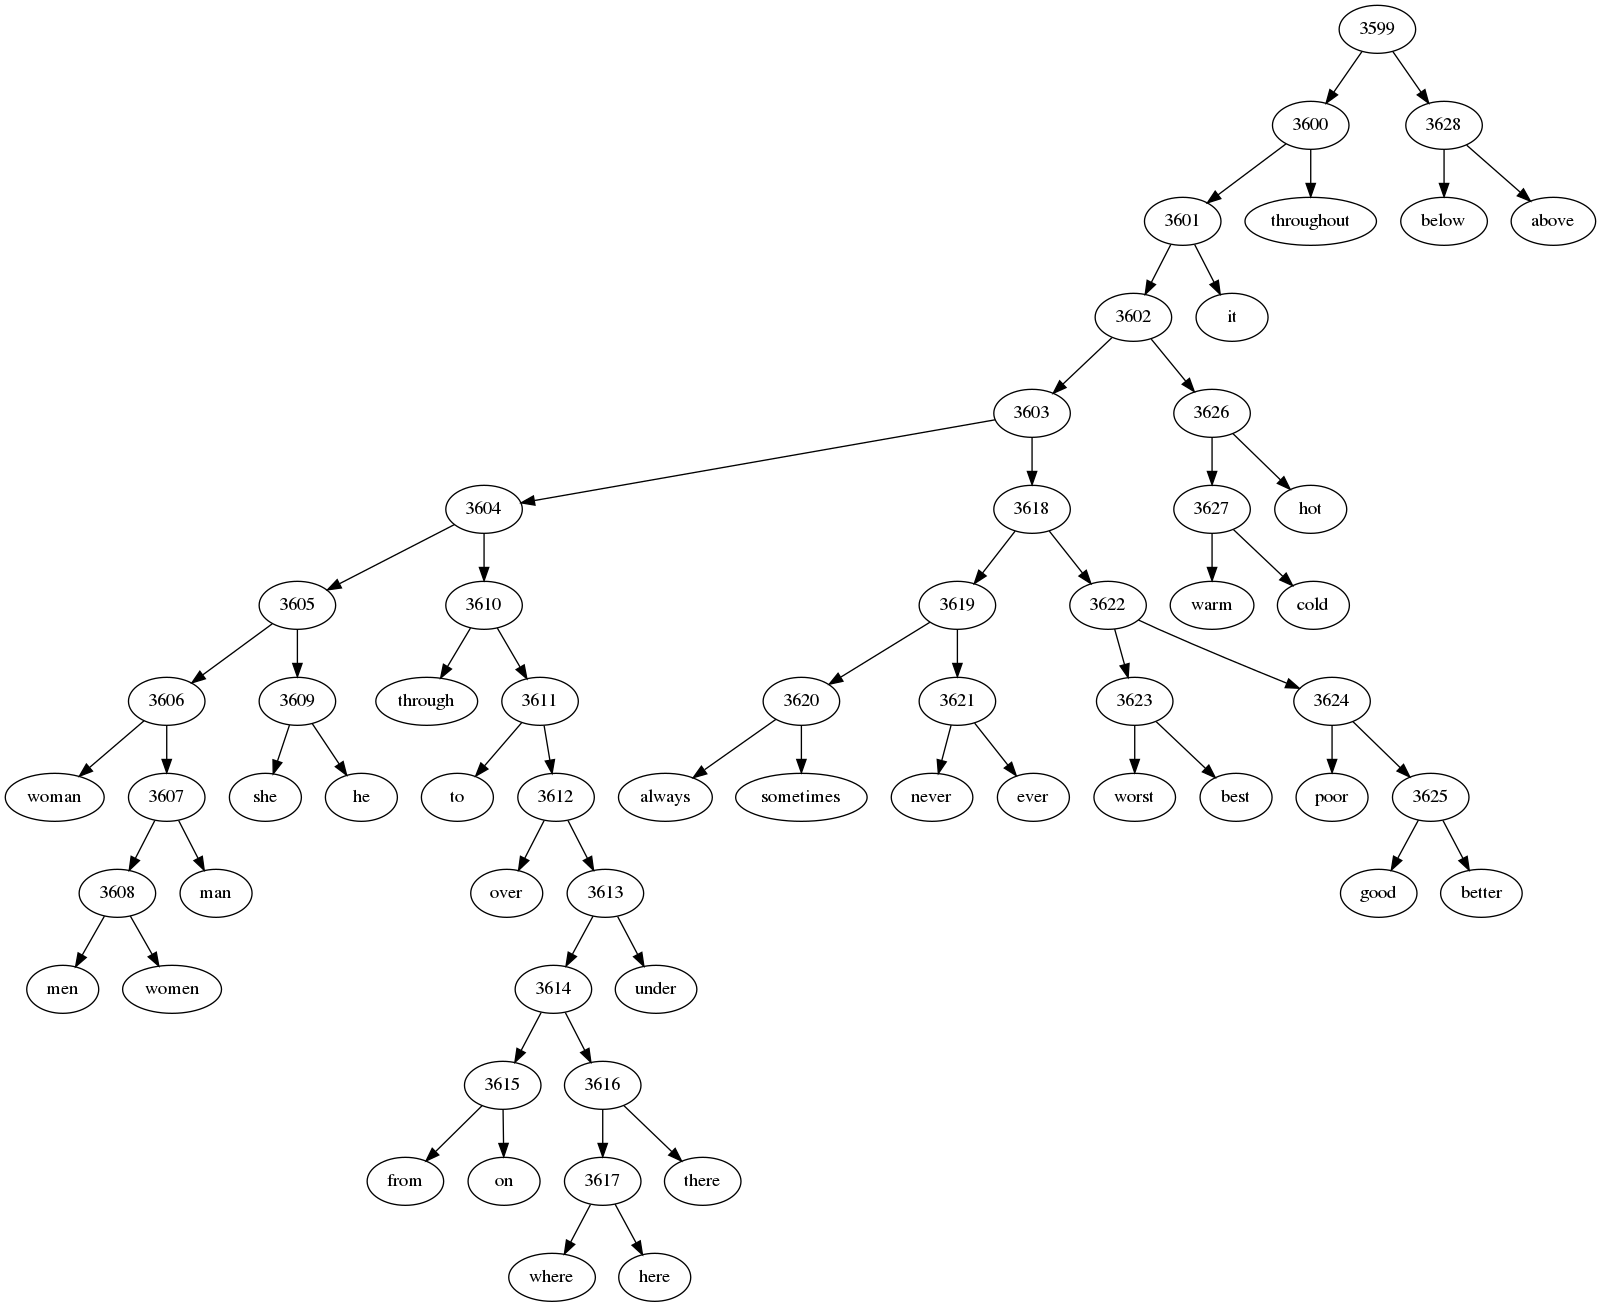 3599
3600 3628
3601 throughout below above
3602 it
3603 3626
3604 3618 3627 hot
3605 3610 3619 3622 warm cold
3606 3609 through 3611 3620 3621 3623 3624
woman 3607 she he to 3612 always sometimes never ever worst best poor 3625
3608 man over 3613 good better
men women 3614 under
3615 3616
from on 3617 there
where here